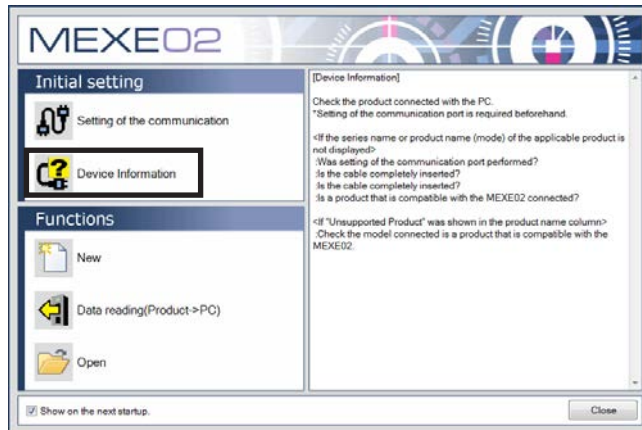 MEXE02
Initial setting
Setting of the communication
Device Information
Functions
New
Data reading(Product->PC)
Open
[Device Information]
Check the product connected with the PC.
*Setting of the communication port is required beforehand.
<If the series name or product name (mode) of the applicable product is
not displayed>
:Was setting of the communication port performed?
:Is the cable completely inserted?
:Is the cable completely inserted?
:Is a product that is compatible with the MEXE02 connected?
<If "Unsupported Product" was shown in the product name column>
:Check the model connected is a product that is compatible with the
MEXE02.
Show on the next startup.
Close